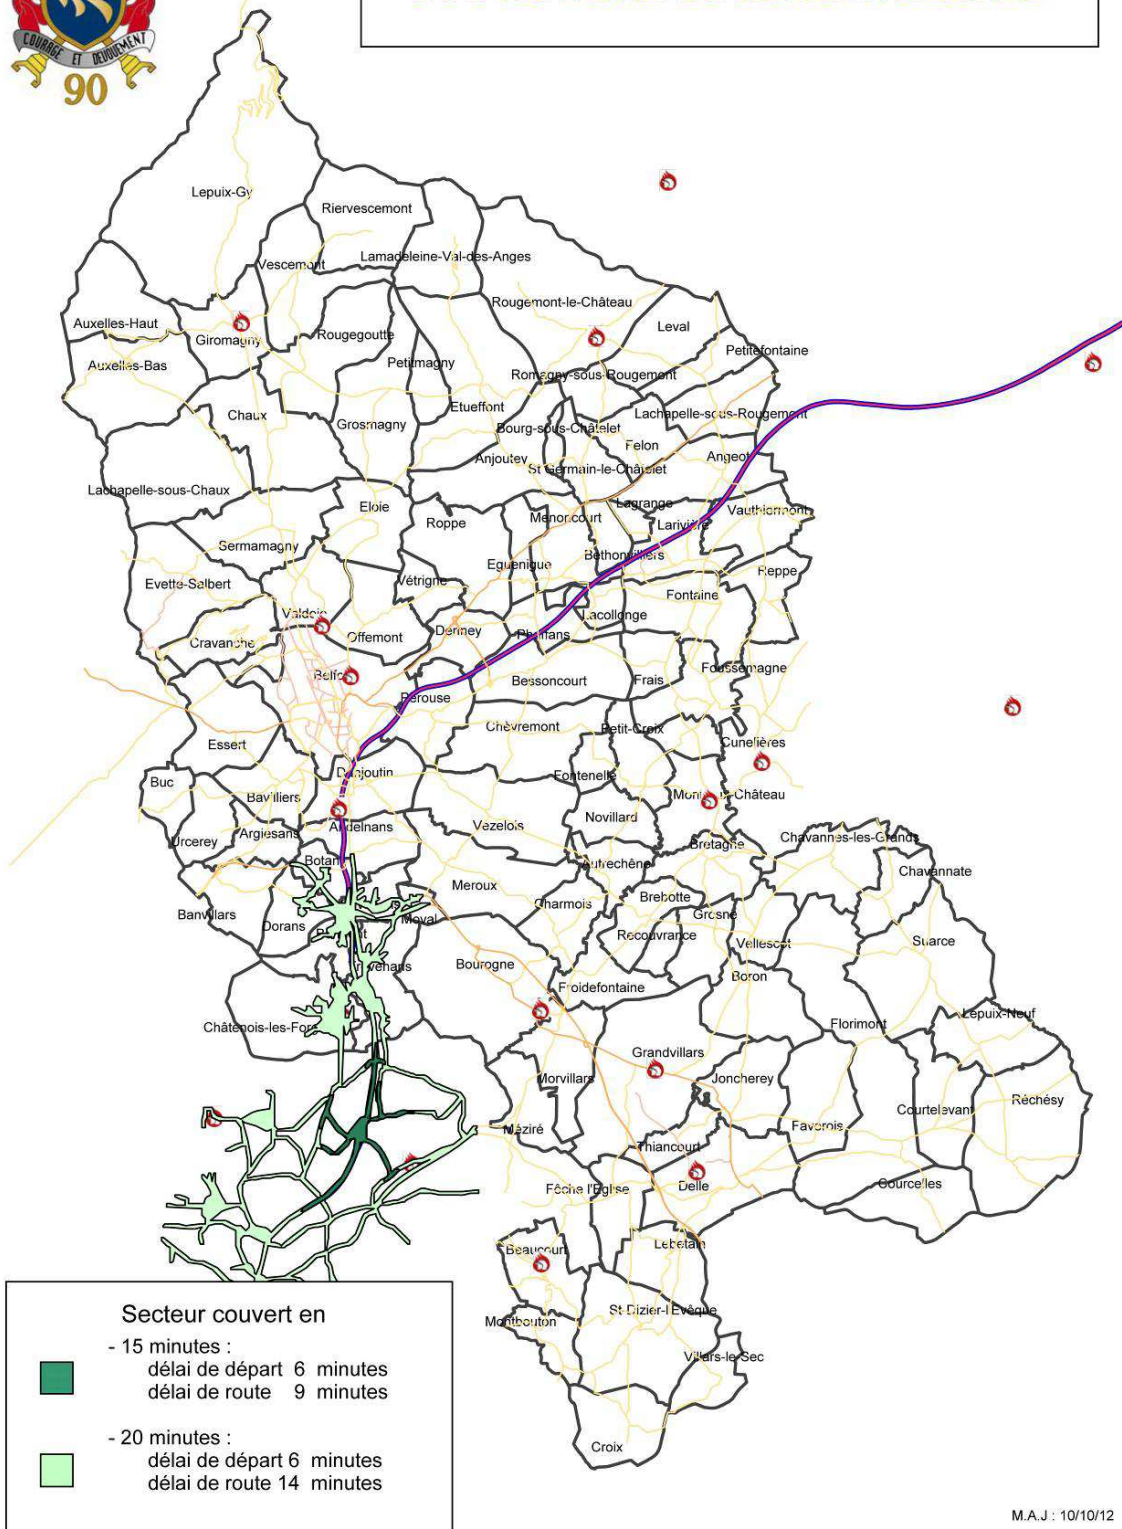 COURAGE ET DEVOUEMENT
90
Lepuix-Gy
Riervescemont
Lamadeleine-Val-des-Anges
Vescemont
Rougemont-le-Château
Auxelles-Haut
Giromagny
Rougegoutte
Leval
Petitefontaine
Auxelles-Bas
Petitmagny
Romagny-sous-Rougemont
Chaux
Etueffont
Lachapelle-sous-Rougemont
Grosmagny
Bourg-sous-Châtelet
Felon
Anjoutey
St Germain-le-Châtelet
Angeot
Lachapelle-sous-Chaux
Eloie
Lagrange
Vauthiermont
Roppe
Menoncourt
Larivière
Sermamagny
Bethonvilliers
Eguenigue
Reppe
Evette-Salbert
Vétrigne
Fontaine
Valdoie
Lacollonge
Cravanche
Offemont
Denney
Phaffans
Foussemagne
Belfort
Bessoncourt
Frais
Perouse
Chèvremont
Petit-Croix
Essert
Cunelières
Danjoutin
Fontenelle
Buc
Bavilliers
Montreux-Château
Novillard
Urcerey
Argiesans
Andelnans
Vezelois
Chavannes-les-Grands
Bretagne
Botans
Autrechêne
Chavannate
Meroux
Brebotte
Banvillars
Charmois
Grosne
Dorans
Moval
Recouvrance
Vellescot
Suarce
Bourogne
Boron
Froidefontaine
Châtenois-les-Forges
Florimont
Lepuix-Neuf
Grandvillars
Morvillars
Joncherey
Réchésy
Courtelevant
Méziré
Faverois
Thiancourt
Fêche l'Eglise
Delle
Courcelles
Beaucourt
Lebetain
St-Dizier-l'Evêque
Montbouton
Villars-le-Sec
Croix
Secteur couvert en
- 15 minutes :
délai de départ 6 minutes
délai de route 9 minutes
- 20 minutes :
délai de départ 6 minutes
délai de route 14 minutes
M.A.J : 10/10/12